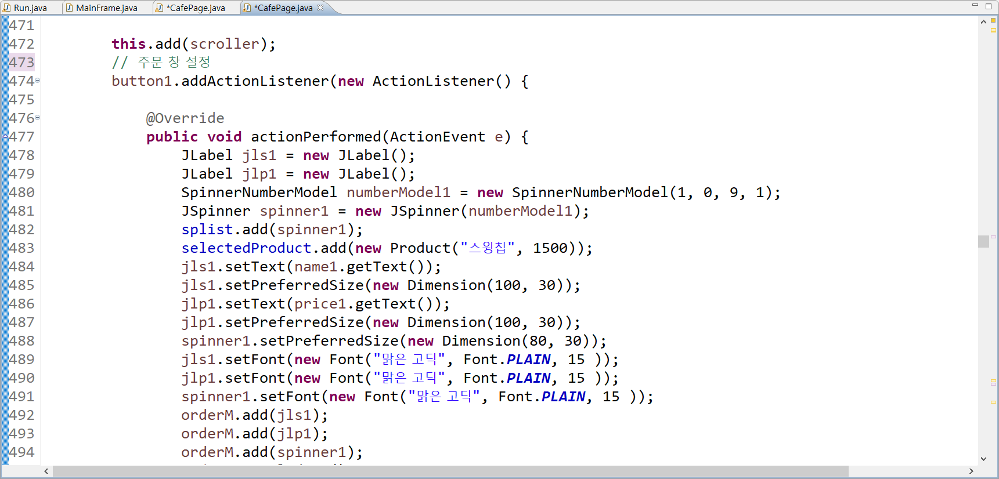 Run.java MainFrame.java *CafePage.java *CafePage.java
471
472 this.add(scroller);
473 // 주문 창 설정
474 button1.addActionListener(new ActionListener() {
475
476 @Override
477 public void actionPerformed(ActionEvent e) {
478 JLabel jls1 = new JLabel();
479 JLabel jlp1 = new JLabel();
480 SpinnerNumberModel numberModel1 = new SpinnerNumberModel(1, 0, 9, 1);
481 JSpinner spinner1 = new JSpinner(numberModel1);
482 splist.add(spinner1);
483 selectedProduct.add(new Product("스윙칩", 1500));
484 jls1.setText(name1.getText());
485 jls1.setPreferredSize(new Dimension(100, 30));
486 jlp1.setText(price1.getText());
487 jlp1.setPreferredSize(new Dimension(100, 30));
488 spinner1.setPreferredSize(new Dimension(80, 30));
489 jls1.setFont(new Font("맑은 고딕", Font.PLAIN, 15 ));
490 jlp1.setFont(new Font("맑은 고딕", Font.PLAIN, 15 ));
491 spinner1.setFont(new Font("맑은 고딕", Font.PLAIN, 15 ));
492 orderM.add(jls1);
493 orderM.add(jlp1);
494 orderM.add(spinner1);